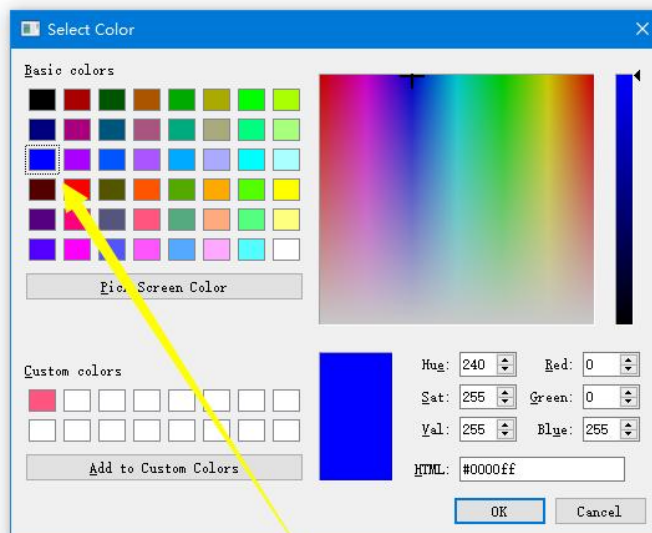 Select Color
Basic colors
Pick Screen Color
Custom colors
Add to Custom Colors
Hue: 240 Red: 0
Sat: 255 Green: 0
Val: 255 Blue: 255
HTML: #0000ff
OK Cancel